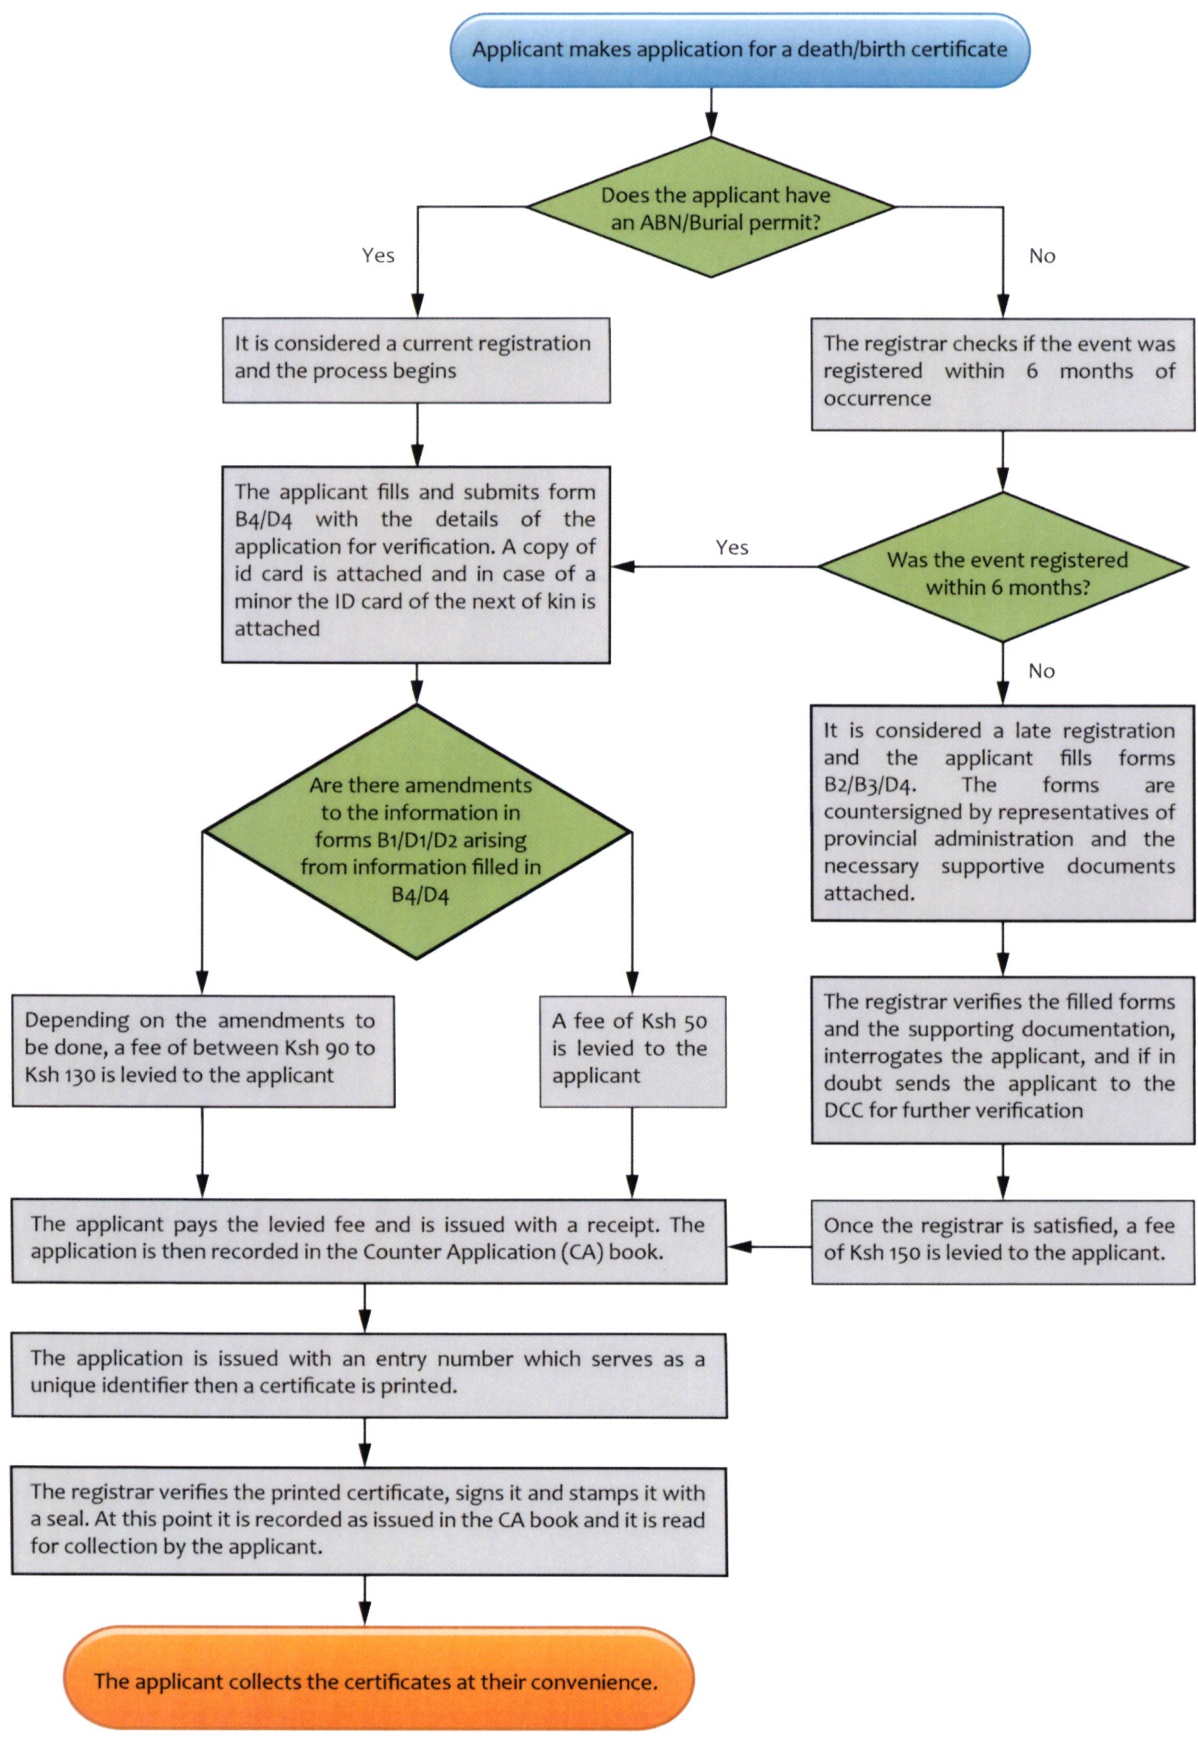 Applicant makes application for a death/birth certificate
Does the applicant have
an ABN/Burial permit?
Yes
No
It is considered a current registration
and the process begins
The registrar checks if the event was
registered within 6 months of
occurrence
The applicant fills and submits form
B4/D4 with the details of the
application for verification. A copy of
id card is attached and in case of a
minor the ID card of the next of kin is
attached
Yes
Was the event registered
within 6 months?
No
It is considered a late registration
and the applicant fills forms
B2/B3/D4. The forms are
countersigned by representatives of
provincial administration and the
necessary supportive documents
attached.
Are there amendments
to the information in
forms B1/D1/D2 arising
from information filled in
B4/D4
Depending on the amendments to
be done, a fee of between Ksh 90 to
Ksh 130 is levied to the applicant
A fee of Ksh 50
is levied to the
applicant
The registrar verifies the filled forms
and the supporting documentation,
interrogates the applicant, and if in
doubt sends the applicant to the
DCC for further verification
The applicant pays the levied fee and is issued with a receipt. The
application is then recorded in the Counter Application (CA) book.
Once the registrar is satisfied, a fee
of Ksh 150 is levied to the applicant.
The application is issued with an entry number which serves as a
unique identifier then a certificate is printed.
The registrar verifies the printed certificate, signs it and stamps it with
a seal. At this point it is recorded as issued in the CA book and it is read
for collection by the applicant.
The applicant collects the certificates at their convenience.